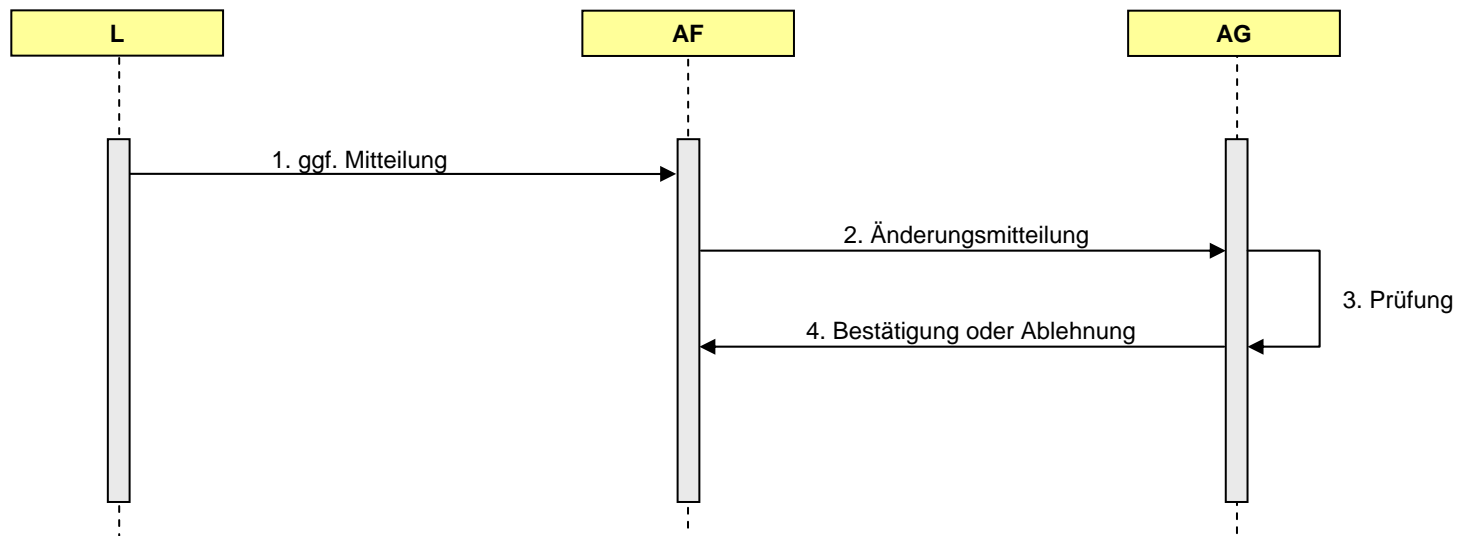 L
AF
AG
1. ggf. Mitteilung
2. Änderungsmitteilung
3. Prüfung
4. Bestätigung oder Ablehnung